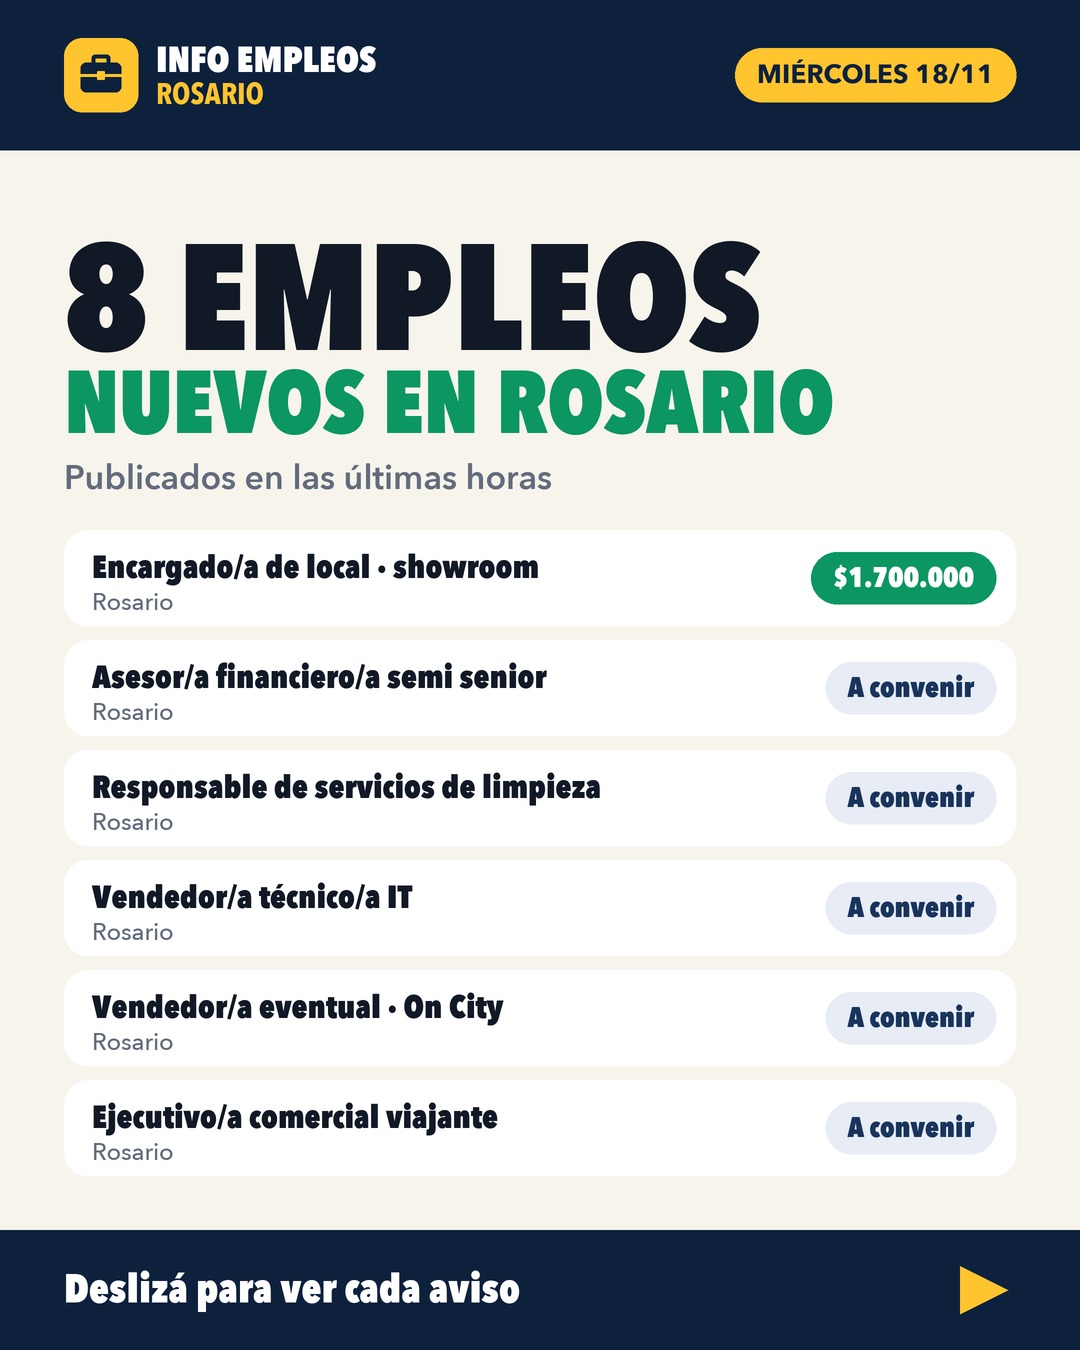 INFO EMPLEOS
ROSARIO
MIÉRCOLES 18/11
8 EMPLEOS
NUEVOS EN ROSARIO
Publicados en las últimas horas
Encargado/a de local · showroom
Rosario
$1.700.000
Asesor/a financiero/a semi senior
Rosario
A convenir
Responsable de servicios de limpieza
Rosario
A convenir
Vendedor/a técnico/a IT
Rosario
A convenir
Vendedor/a eventual · On City
Rosario
A convenir
Ejecutivo/a comercial viajante
Rosario
A convenir
Deslizá para ver cada aviso